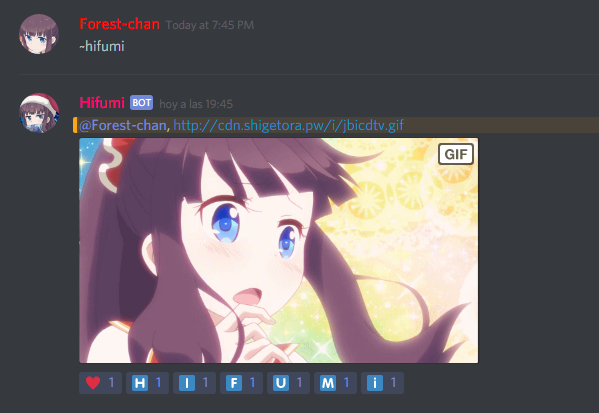 Forest-chan Today at 7:45 PM
~hifumi
Hifumi BOT hoy a las 19:45
@Forest-chan, http://cdn.shigetora.pw/i/jbicdtv.gif
GIF
1 H 1 I 1 F 1 U 1 M 1 i 1